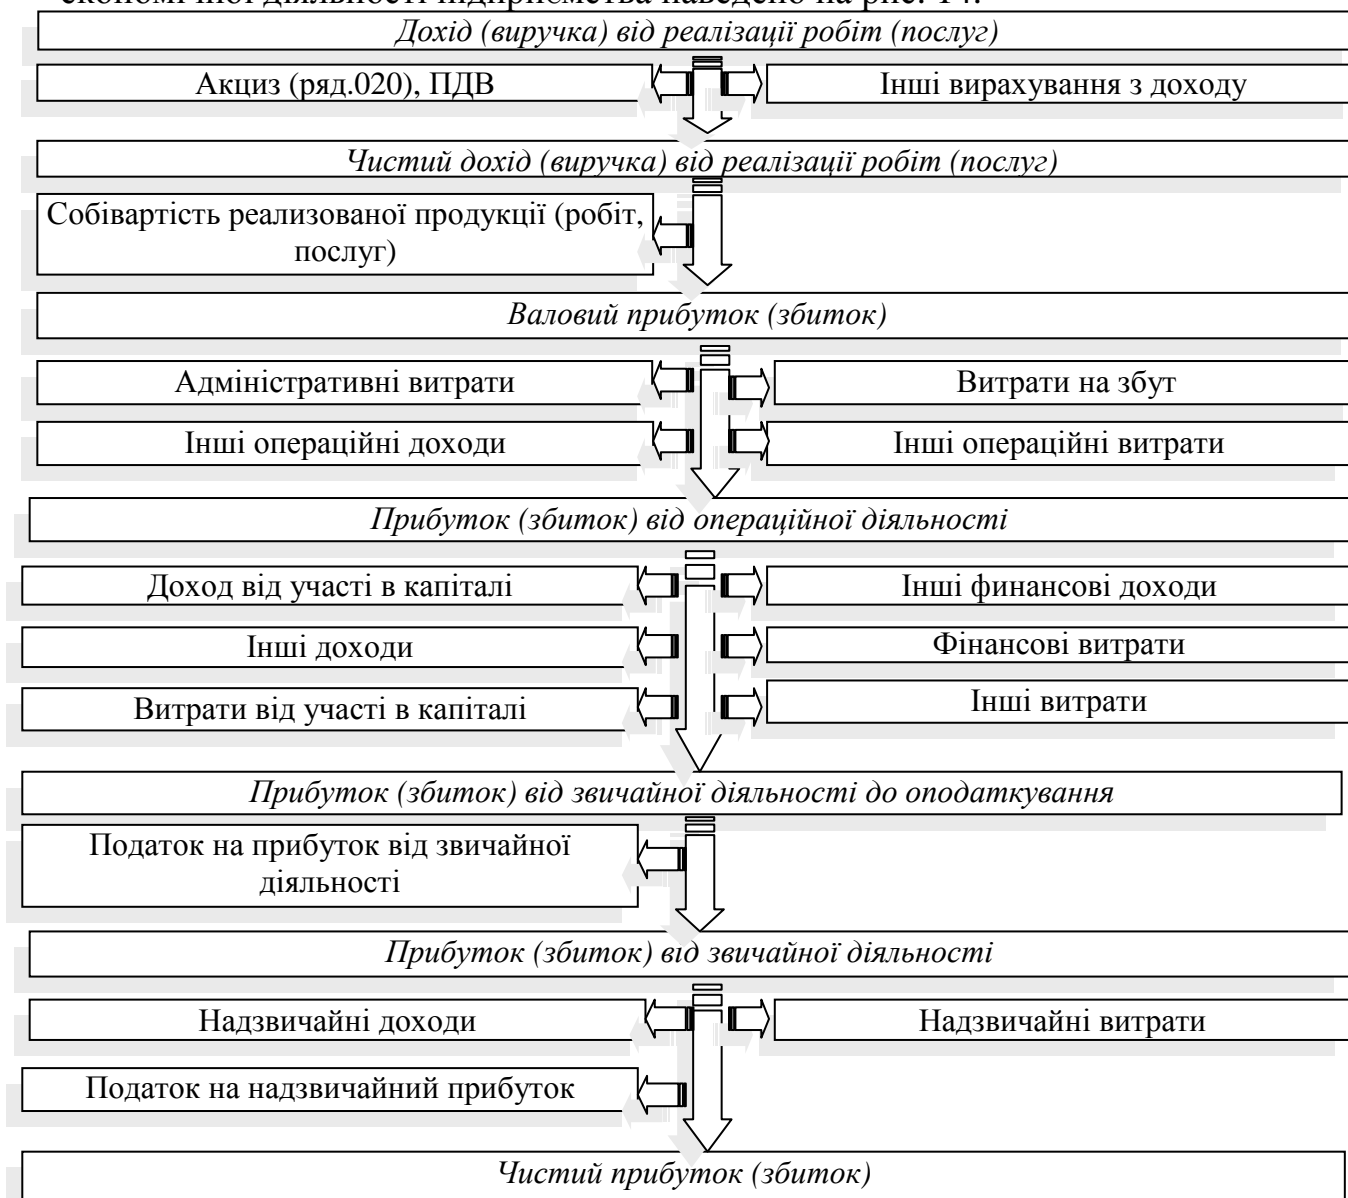 економічної діяльності підприємства наведено на рис. 14.
Дохід (виручка) від реалізації робіт (послуг)
Акциз (ряд.020), ПДВ
Інші вирахування з доходу
Чистий дохід (виручка) від реалізації робіт (послуг)
Собівартість реализованої продукції (робіт,
послуг)
Валовий прибуток (збиток)
Адміністративні витрати
Витрати на збут
Інші операційні доходи
Інші операційні витрати
Прибуток (збиток) від операційної діяльності
Доход від участі в капіталі
Інші финансові доходи
Інші доходи
Фінансові витрати
Витрати від участі в капіталі
Інші витрати
Прибуток (збиток) від звичайної діяльності до оподаткування
Податок на прибуток від звичайної
діяльності
Прибуток (збиток) від звичайної діяльності
Надзвичайні доходи
Надзвичайні витрати
Податок на надзвичайний прибуток
Чистий прибуток (збиток)